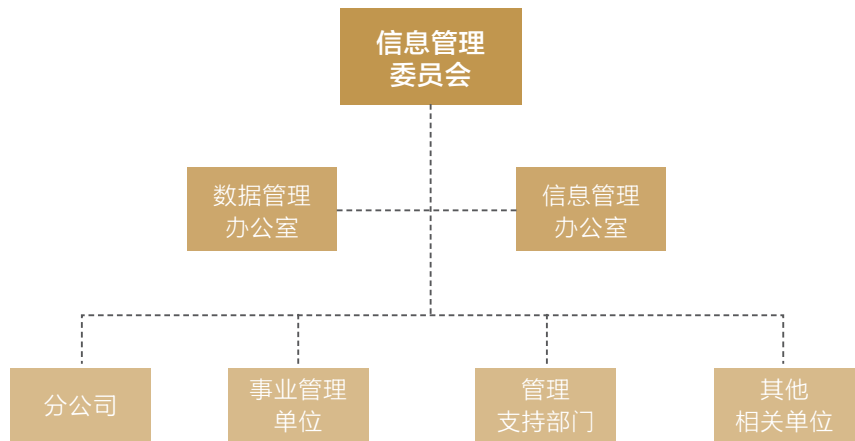 信息管理
委员会
数据管理
办公室
信息管理
办公室
分公司
事业管理
单位
管理
支持部门
其他
相关单位